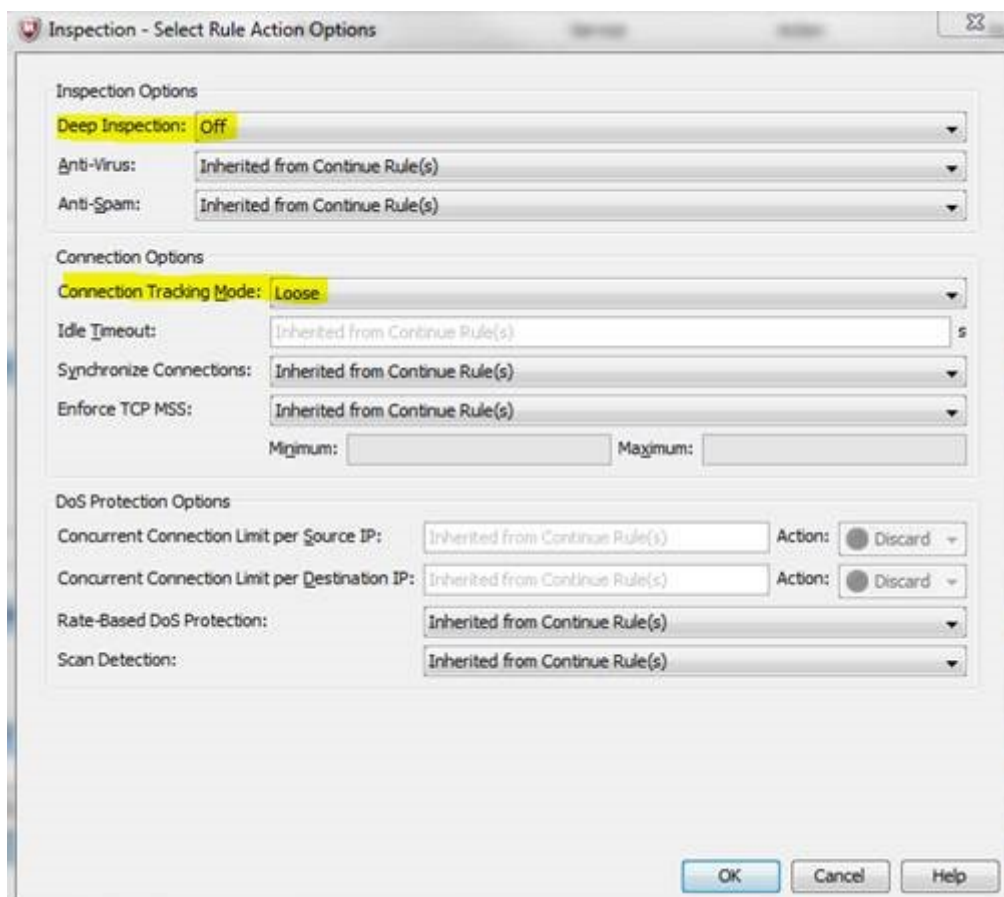 Inspection - Select Rule Action Options
Inspection Options
Deep Inspection: Off
Anti-Virus: Inherited from Continue Rule(s)
Anti-Spam: Inherited from Continue Rule(s)
Connection Options
Connection Tracking Mode: Loose
Idle Timeout: Inherited from Continue Rule(s) s
Synchronize Connections: Inherited from Continue Rule(s)
Enforce TCP MSS: Inherited from Continue Rule(s)
Minimum: Maximum:
DoS Protection Options
Concurrent Connection Limit per Source IP: Inherited from Continue Rule(s) Action: Discard
Concurrent Connection Limit per Destination IP: Inherited from Continue Rule(s) Action: Discard
Rate-Based DoS Protection: Inherited from Continue Rule(s)
Scan Detection: Inherited from Continue Rule(s)
OK Cancel Help